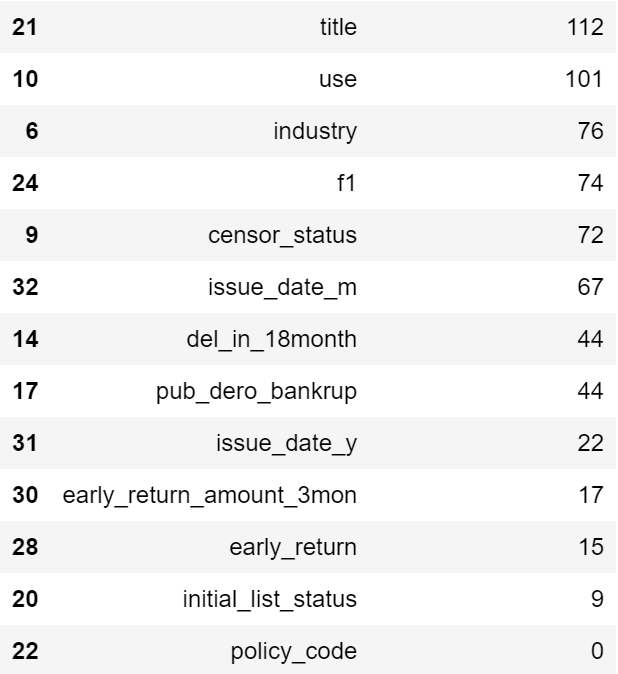 21 title 112
10 use 101
6 industry 76
24 f1 74
9 censor_status 72
32 issue_date_m 67
14 del_in_18month 44
17 pub_dero_bankrup 44
31 issue_date_y 22
30 early_return_amount_3mon 17
28 early_return 15
20 initial_list_status 9
22 policy_code 0